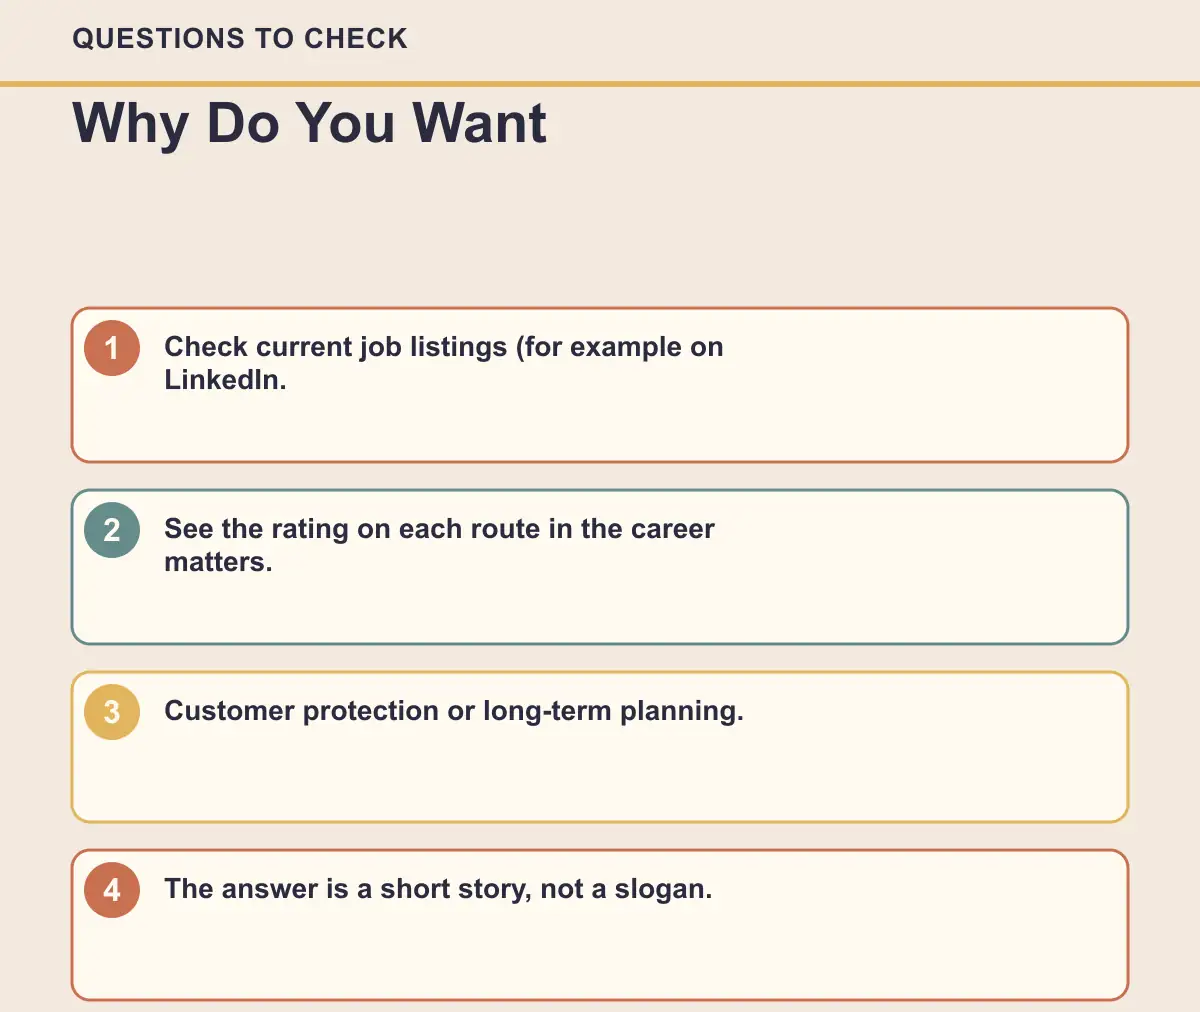 QUESTIONS TO CHECK
Why Do You Want
1
Check current job listings (for example on
LinkedIn.
2
See the rating on each route in the career
matters.
3
Customer protection or long-term planning.
4
The answer is a short story, not a slogan.